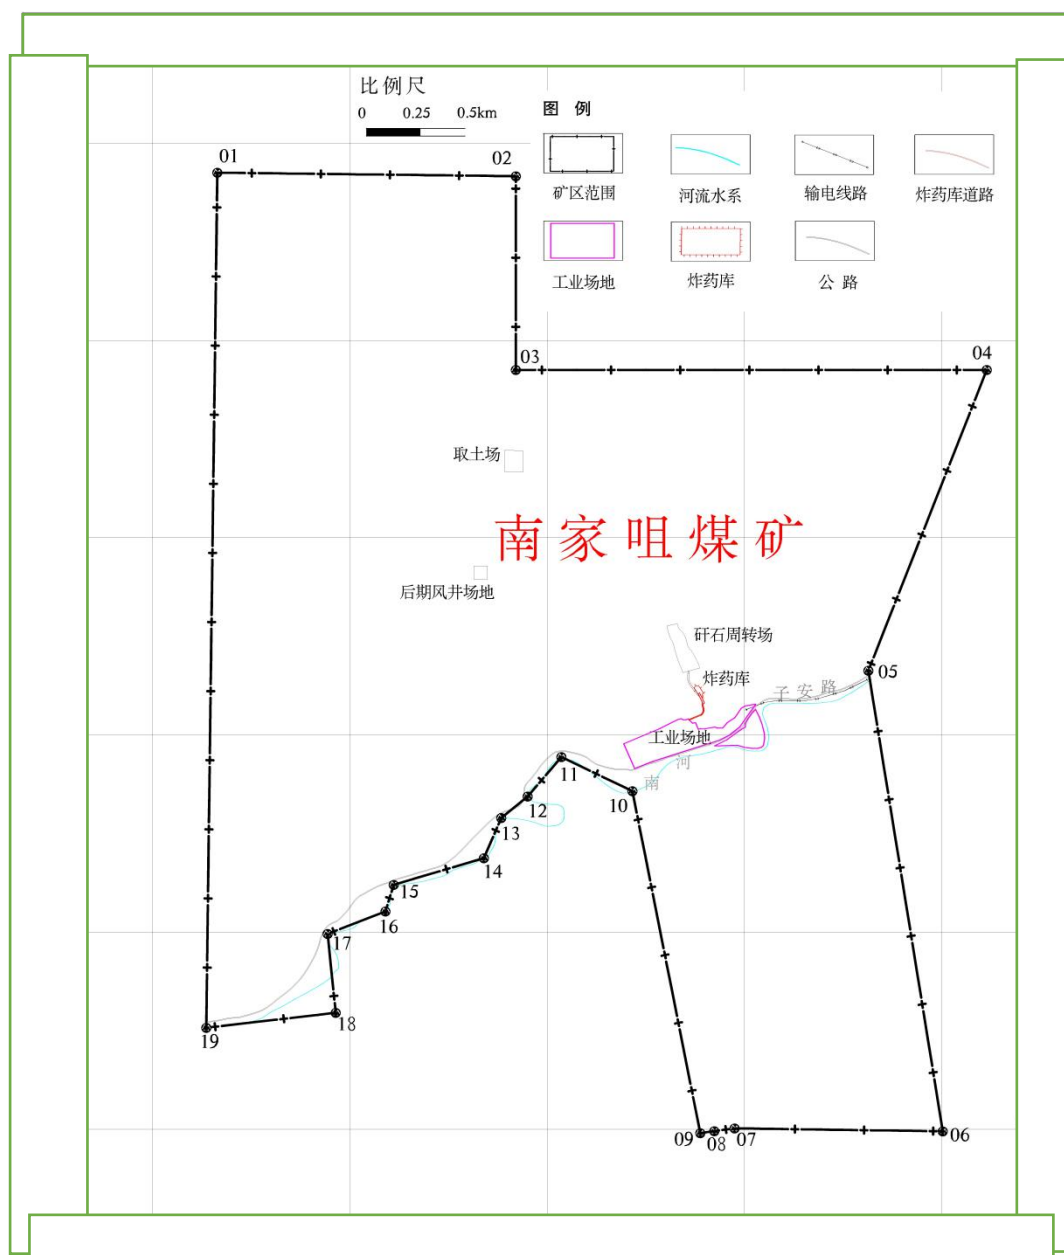 比例尺
0 0.25 0.5km
图 例
矿区范围 河流水系 输电线路 炸药库道路
工业场地 炸药库 公 路
01
02
03
04
取土场
南家咀煤矿
后期风井场地
矸石周转场
炸药库
05
子安路
工业场地
南河
11
10
12
13
14
15
16
17
18
19
09
08
07
06